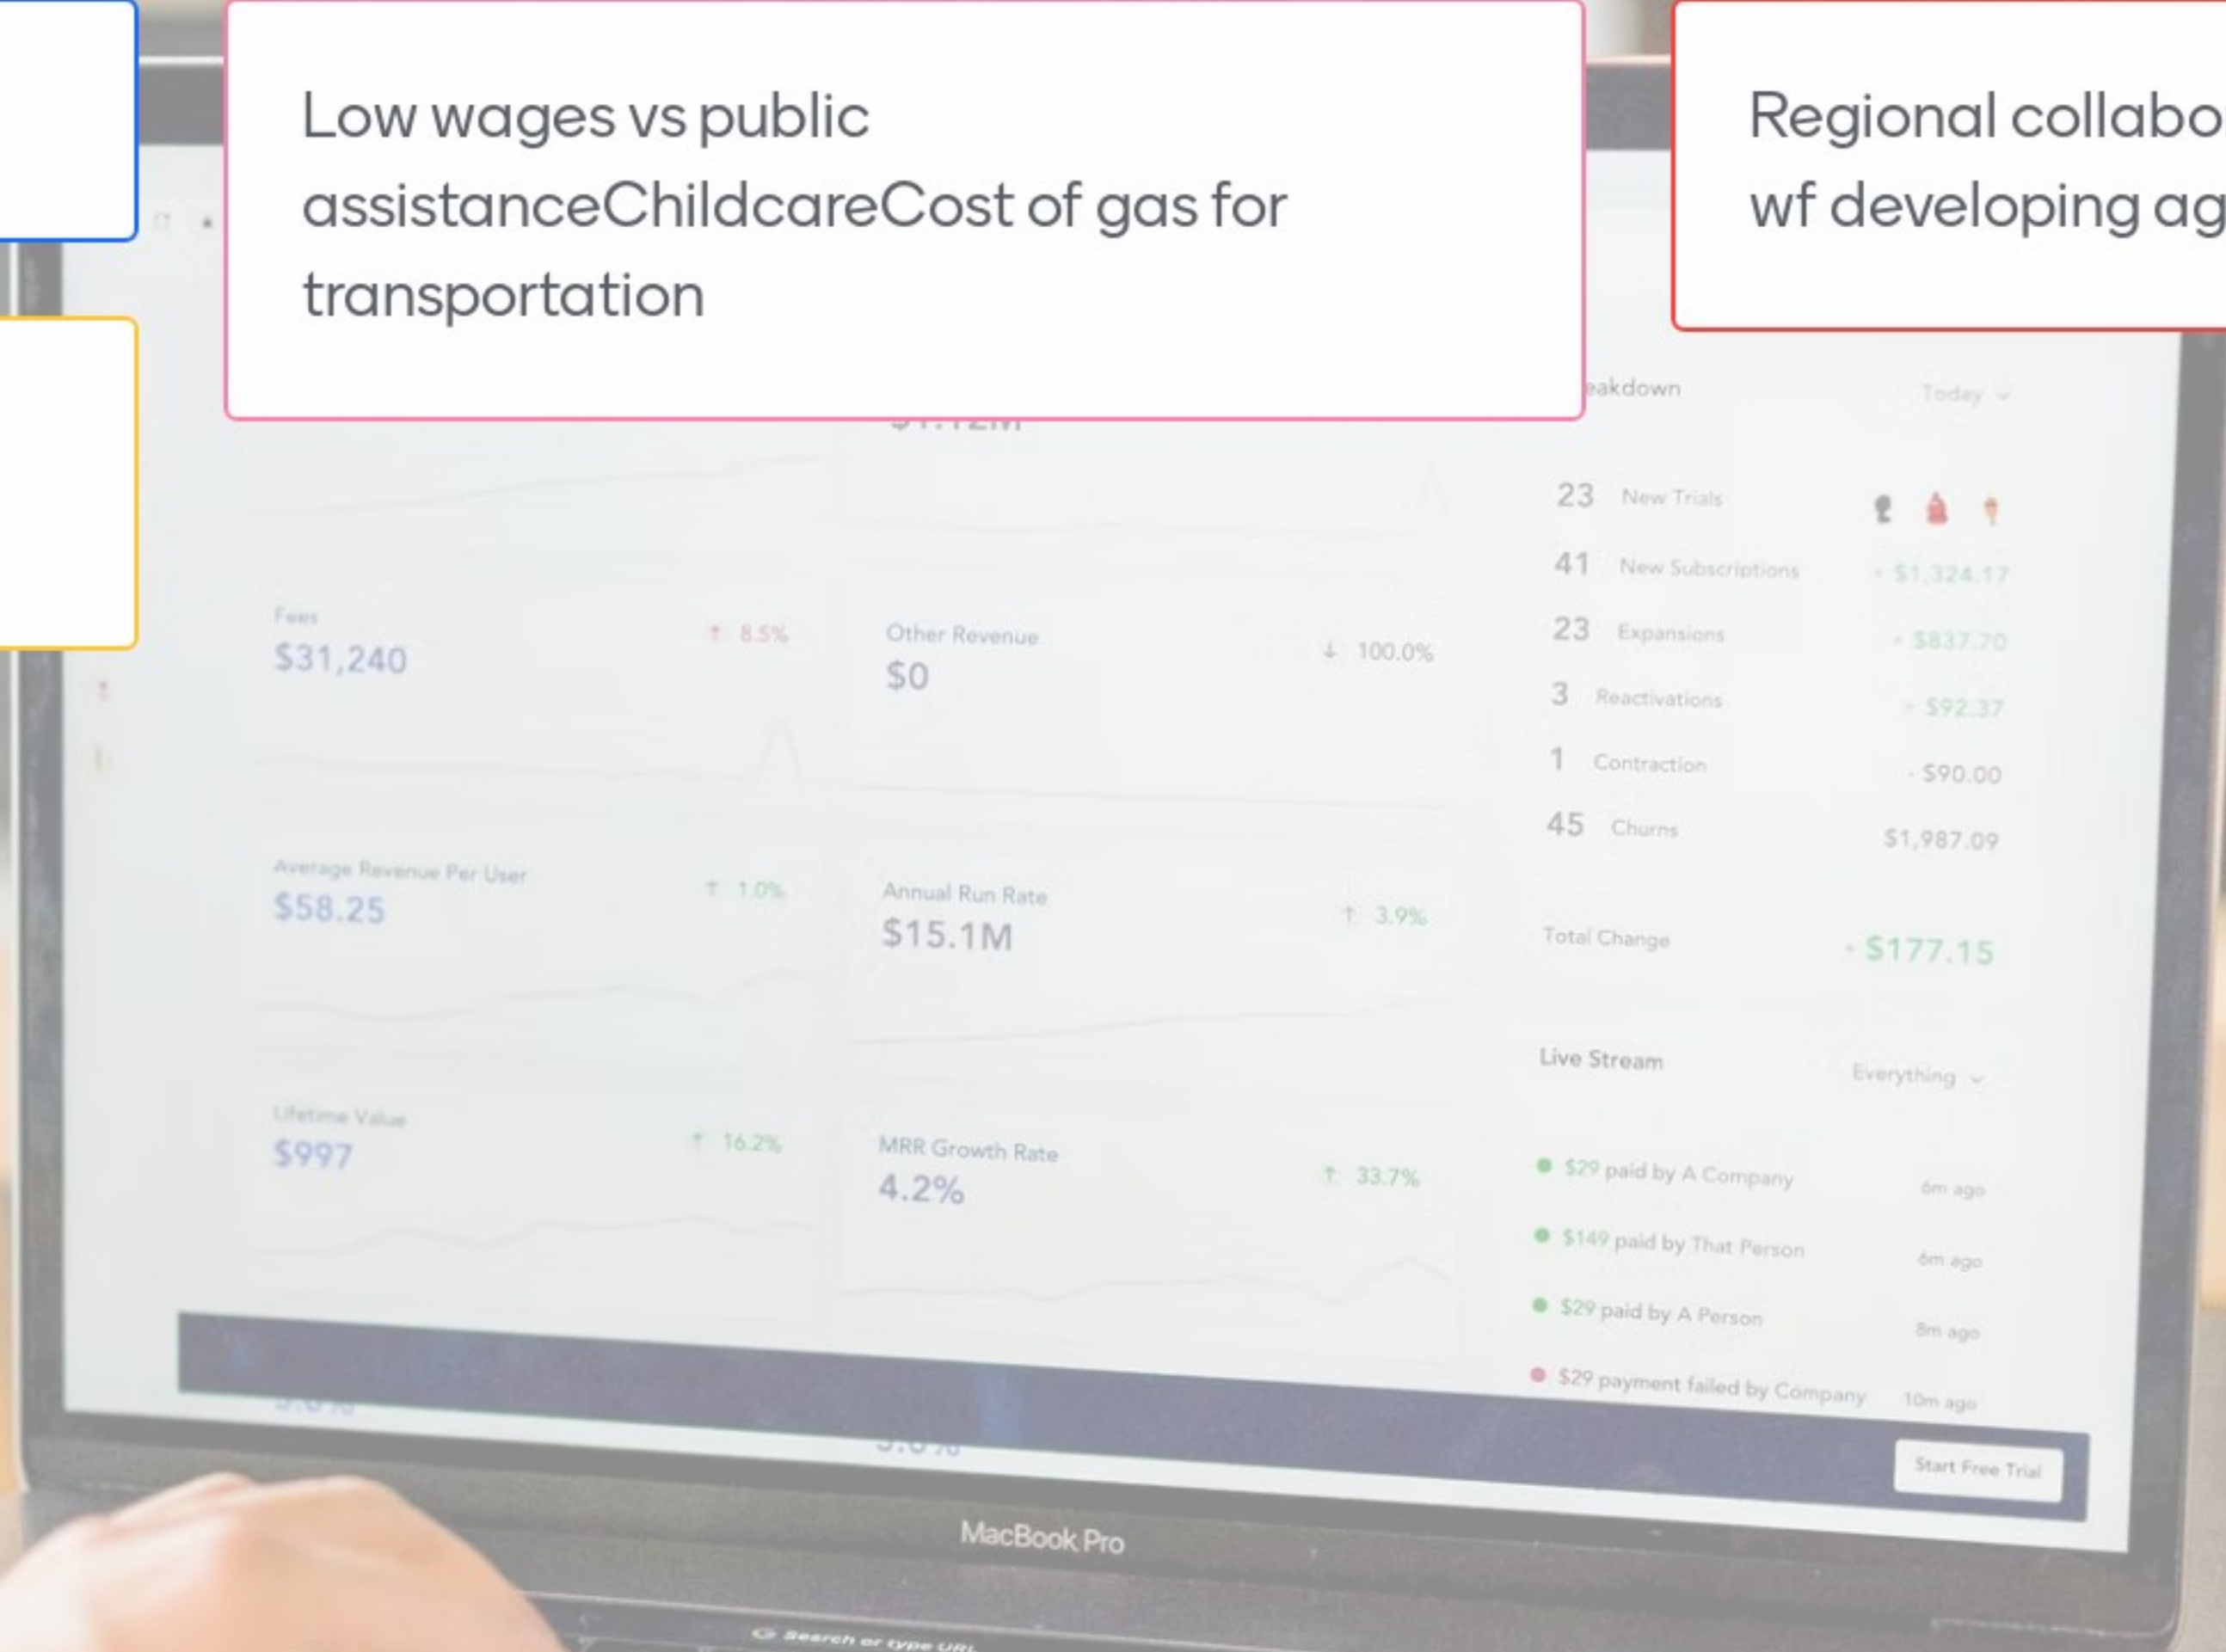 Low wages vs public
assistanceChildcareCost of gas for
transportation
Regional collabo
wf developing ag
eakdown
Today
23 New Trials
41 New Subscriptions + $1,324.17
23 Expansions + $837.70
3 Reactivations + $92.37
1 Contraction - $90.00
45 Churns $1,987.09
Total Change + $177.15
Fees
$31,240
↑ 8.5%
Other Revenue
$0
↓ 100.0%
Average Revenue Per User
$58.25
↑ 1.0%
Annual Run Rate
$15.1M
↑ 3.9%
Lifetime Value
$997
↑ 16.2%
MRR Growth Rate
4.2%
↑ 33.7%
Live Stream
Everything
$29 paid by A Company 6m ago
$149 paid by That Person 6m ago
$29 paid by A Person 8m ago
$29 payment failed by Company 10m ago
Start Free Trial
MacBook Pro
Search or type URL